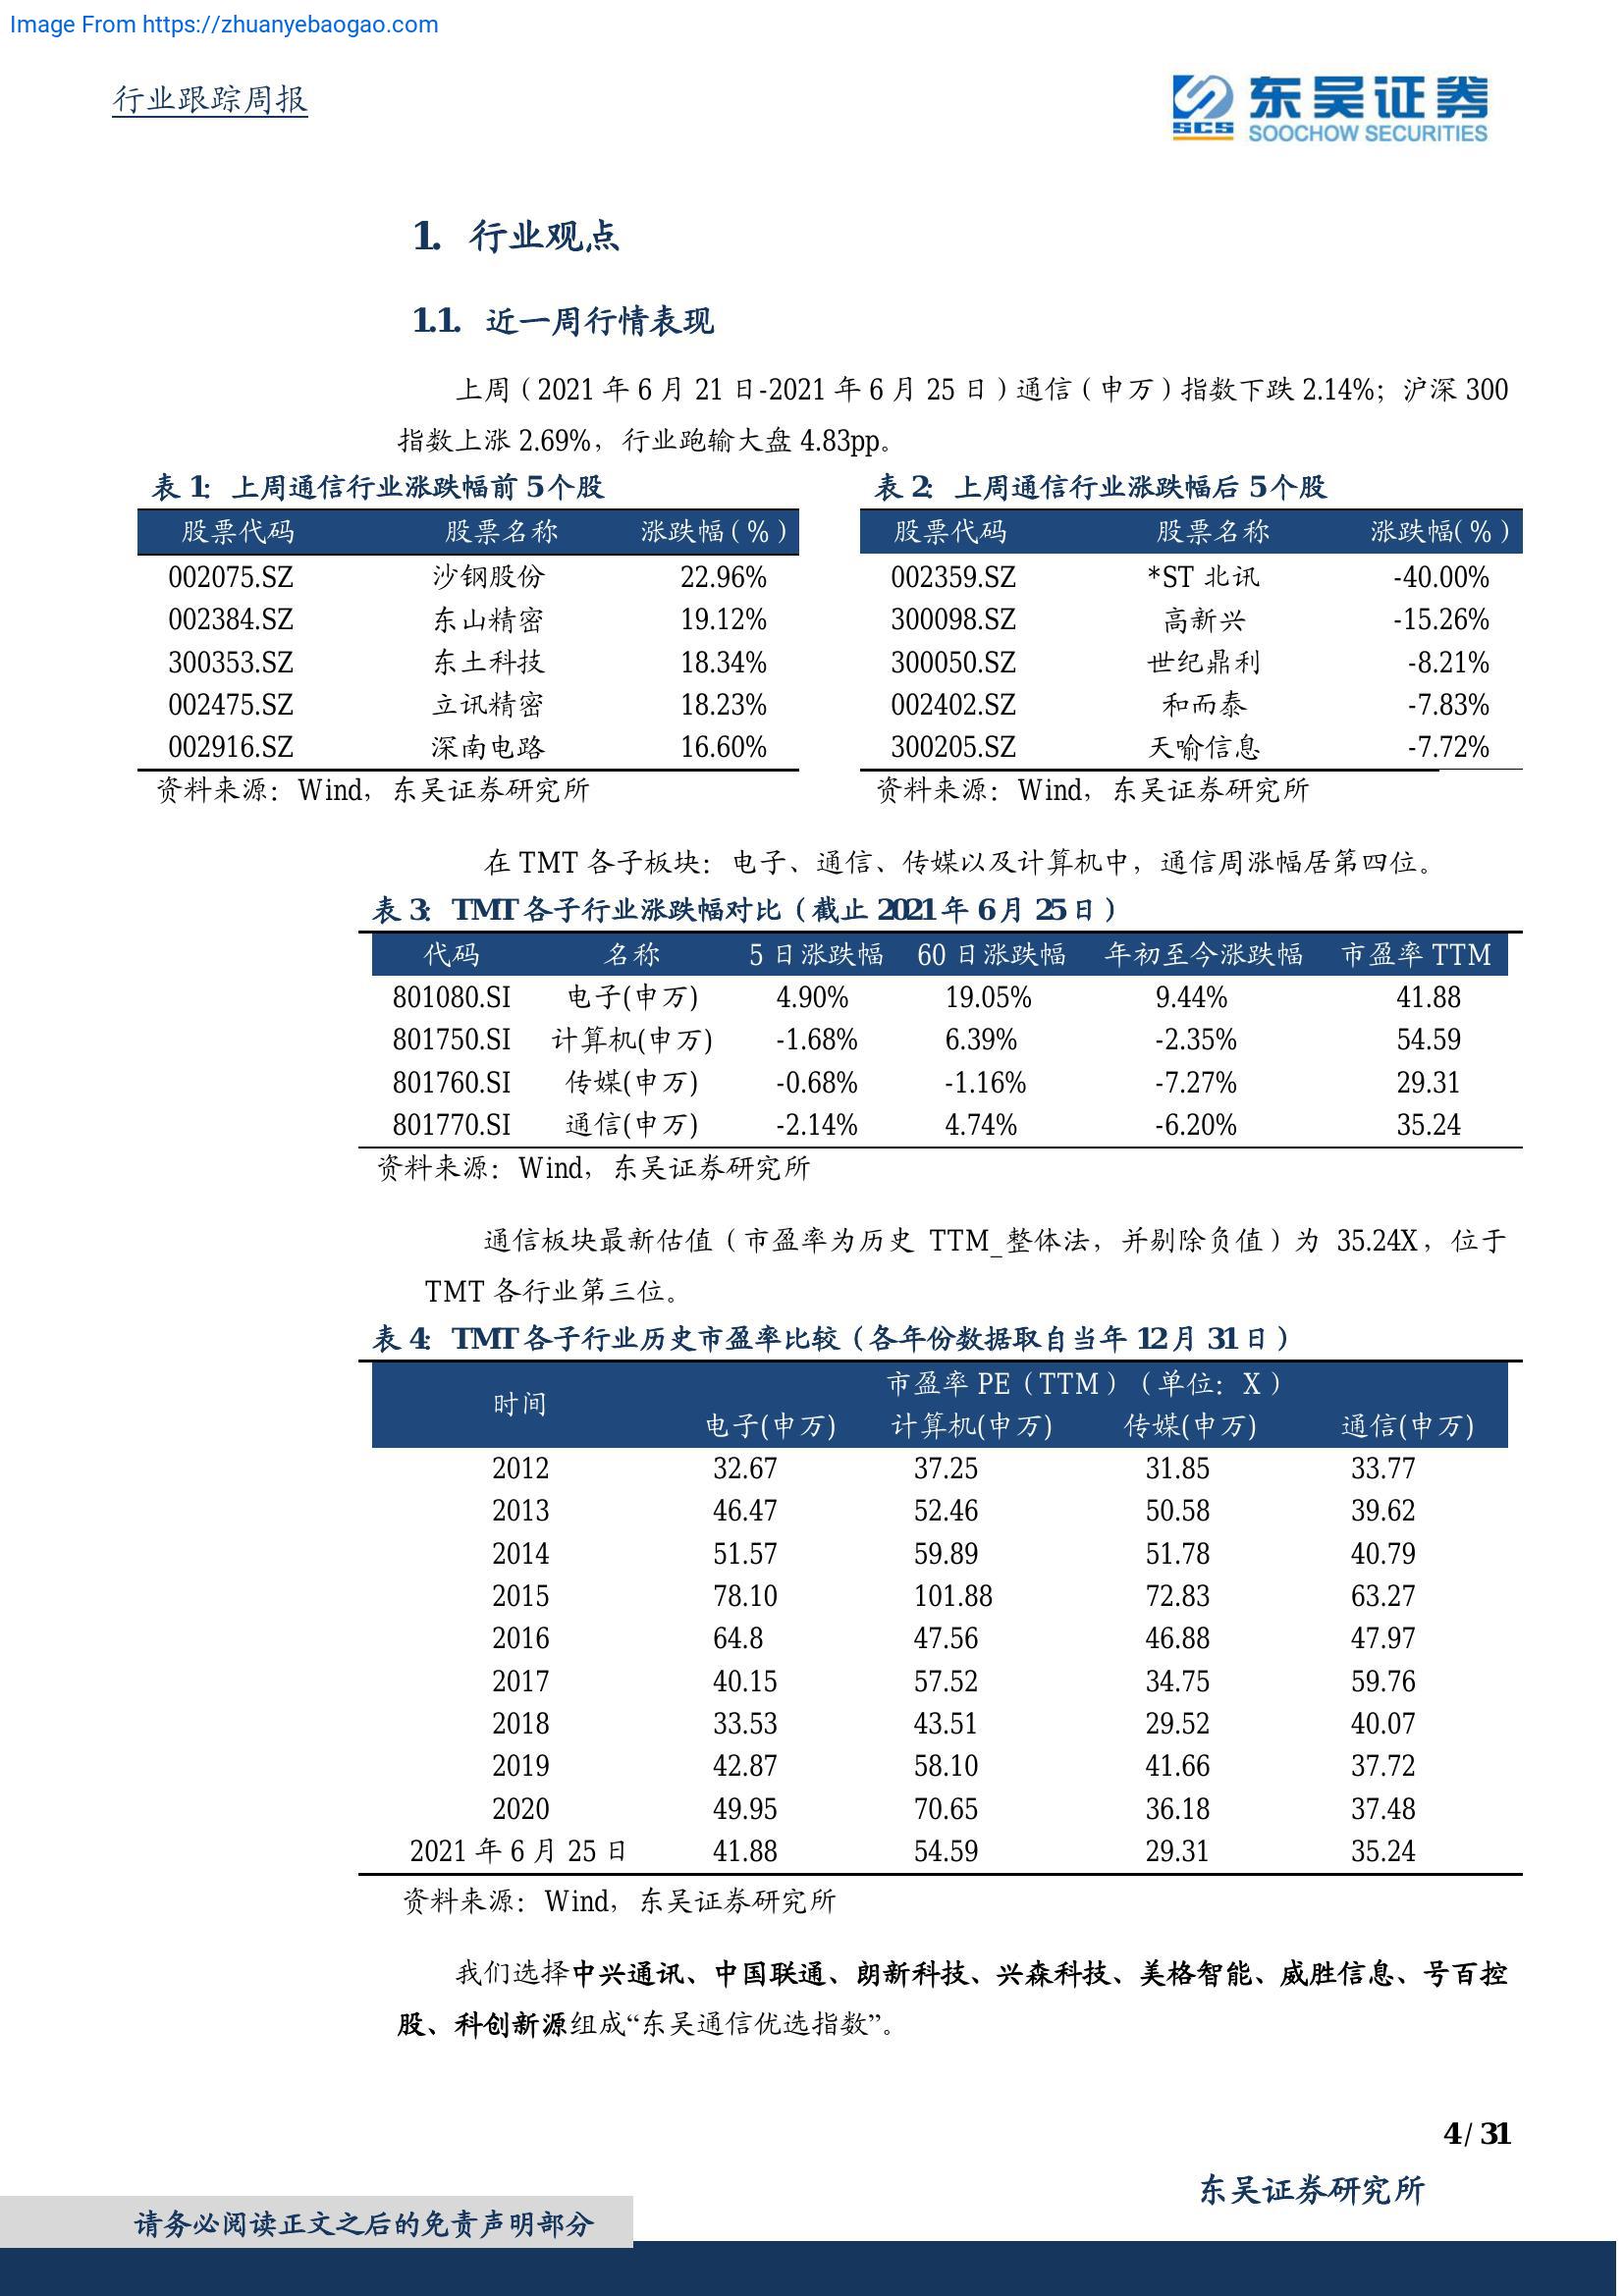 Image From https://zhuanyebaogao.com
行业跟踪周报
东吴证券
SCS
SOOCHOW SECURITIES
1. 行业观点
1.1. 近一周行情表现
上周（2021 年 6 月 21 日-2021 年 6 月 25 日）通信（申万）指数下跌 2.14%；沪深 300
指数上涨 2.69%，行业跑输大盘 4.83pp。
表 1：上周通信行业涨跌幅前 5 个股
股票代码 股票名称 涨跌幅（%）
002075.SZ 沙钢股份 22.96%
002384.SZ 东山精密 19.12%
300353.SZ 东土科技 18.34%
002475.SZ 立讯精密 18.23%
002916.SZ 深南电路 16.60%
资料来源：Wind，东吴证券研究所
表 2：上周通信行业涨跌幅后 5 个股
股票代码 股票名称 涨跌幅(%)
002359.SZ *ST 北讯 -40.00%
300098.SZ 高新兴 -15.26%
300050.SZ 世纪鼎利 -8.21%
002402.SZ 和而泰 -7.83%
300205.SZ 天喻信息 -7.72%
资料来源：Wind，东吴证券研究所
在 TMT 各子板块：电子、通信、传媒以及计算机中，通信周涨幅居第四位。
表 3：TMT 各子行业涨跌幅对比（截止 2021 年 6 月 25 日）
代码 名称 5 日涨跌幅 60 日涨跌幅 年初至今涨跌幅 市盈率 TTM
801080.SI 电子(申万) 4.90% 19.05% 9.44% 41.88
801750.SI 计算机(申万) -1.68% 6.39% -2.35% 54.59
801760.SI 传媒(申万) -0.68% -1.16% -7.27% 29.31
801770.SI 通信(申万) -2.14% 4.74% -6.20% 35.24
资料来源：Wind，东吴证券研究所
通信板块最新估值（市盈率为历史 TTM_整体法，并剔除负值）为 35.24X，位于
TMT 各行业第三位。
表 4：TMT 各子行业历史市盈率比较（各年份数据取自当年 12 月 31 日）
时间 市盈率 PE（TTM）（单位：X）
电子(申万) 计算机(申万) 传媒(申万) 通信(申万)
2012 32.67 37.25 31.85 33.77
2013 46.47 52.46 50.58 39.62
2014 51.57 59.89 51.78 40.79
2015 78.10 101.88 72.83 63.27
2016 64.8 47.56 46.88 47.97
2017 40.15 57.52 34.75 59.76
2018 33.53 43.51 29.52 40.07
2019 42.87 58.10 41.66 37.72
2020 49.95 70.65 36.18 37.48
2021 年 6 月 25 日 41.88 54.59 29.31 35.24
资料来源：Wind，东吴证券研究所
我们选择中兴通讯、中国联通、朗新科技、兴森科技、美格智能、威胜信息、号百控
股、科创新源组成“东吴通信优选指数”。
4 / 31
东吴证券研究所
请务必阅读正文之后的免责声明部分